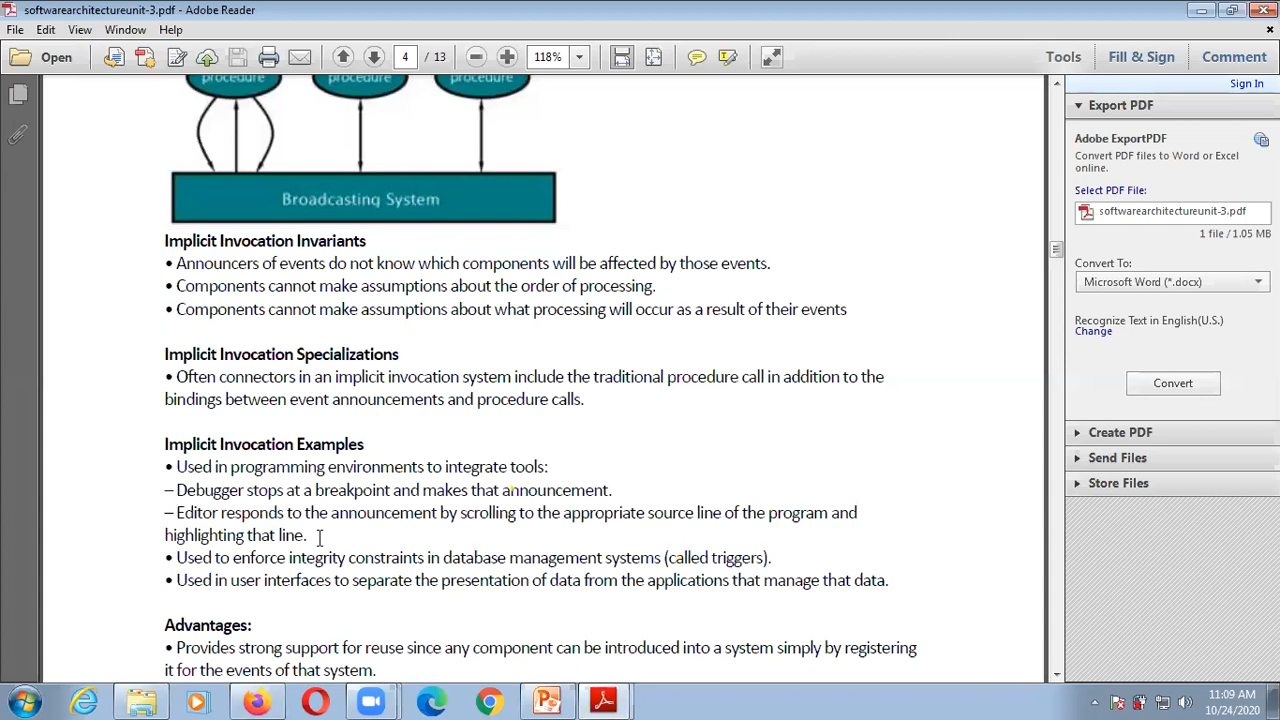 softwarearchitectureunit-3.pdf - Adobe Reader
File Edit View Window Help
Open 4 / 13 118% Tools Fill & Sign Comment
Sign In
procedure procedure procedure
Broadcasting System
Implicit Invocation Invariants
• Announcers of events do not know which components will be affected by those events.
• Components cannot make assumptions about the order of processing.
• Components cannot make assumptions about what processing will occur as a result of their events
Implicit Invocation Specializations
• Often connectors in an implicit invocation system include the traditional procedure call in addition to the
bindings between event announcements and procedure calls.
Implicit Invocation Examples
• Used in programming environments to integrate tools:
– Debugger stops at a breakpoint and makes that announcement.
– Editor responds to the announcement by scrolling to the appropriate source line of the program and
highlighting that line.
• Used to enforce integrity constraints in database management systems (called triggers).
• Used in user interfaces to separate the presentation of data from the applications that manage that data.
Advantages:
• Provides strong support for reuse since any component can be introduced into a system simply by registering
it for the events of that system.
Export PDF
Adobe ExportPDF
Convert PDF files to Word or Excel
online.
Select PDF File:
softwarearchitectureunit-3.pdf
1 file / 1.05 MB
Convert To:
Microsoft Word (*.docx)
Recognize Text in English(U.S.)
Change
Convert
Create PDF
Send Files
Store Files
11:09 AM
10/24/2020